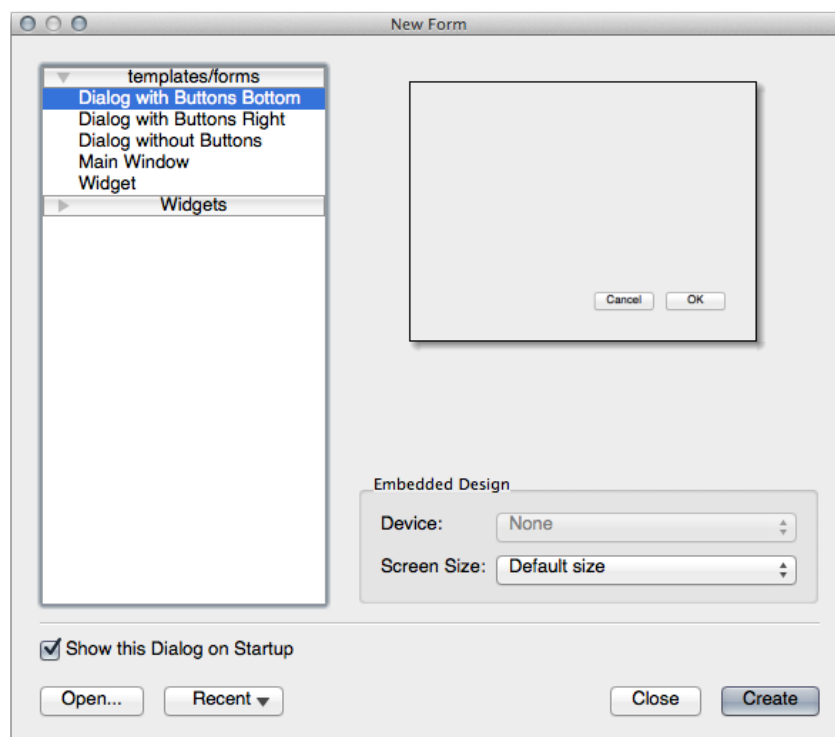 New Form
templates/forms
Dialog with Buttons Bottom
Dialog with Buttons Right
Dialog without Buttons
Main Window
Widget
Widgets
Cancel OK
Embedded Design
Device: None
Screen Size: Default size
Show this Dialog on Startup
Open... Recent Close Create